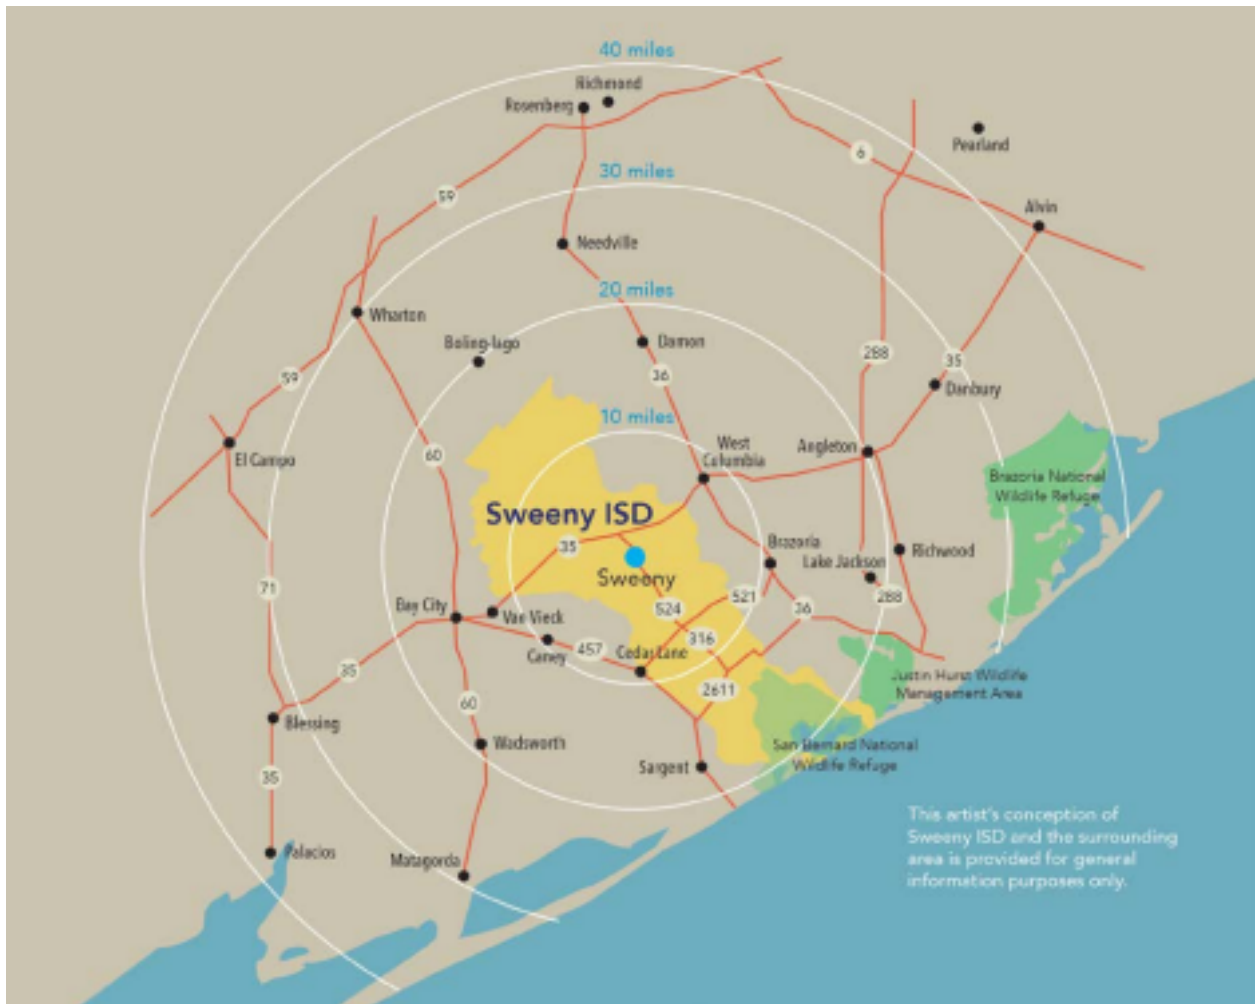 40 miles
Richmond
Rosenberg
Pearland
6
30 miles
59
Alvin
Needville
20 miles
Wharton
Boling-Iago
Damon
288
35
36
59
Danbury
10 miles
West
Columbia
Angleton
El Campo
60
Brazoria National
Wildlife Refuge
Sweeny ISD
35
Brazoria
Lake Jackson
Richwood
Sweeny
71
521
288
Bay City
Van Vleck
524
36
316
Caney
457
Cedar Lane
35
2611
Justin Hurst Wildlife
Management Area
60
Blessing
Wadsworth
San Bernard National
Wildlife Refuge
Sargent
35
This artist's conception of
Sweeny ISD and the surrounding
area is provided for general
information purposes only.
Palacios
Matagorda